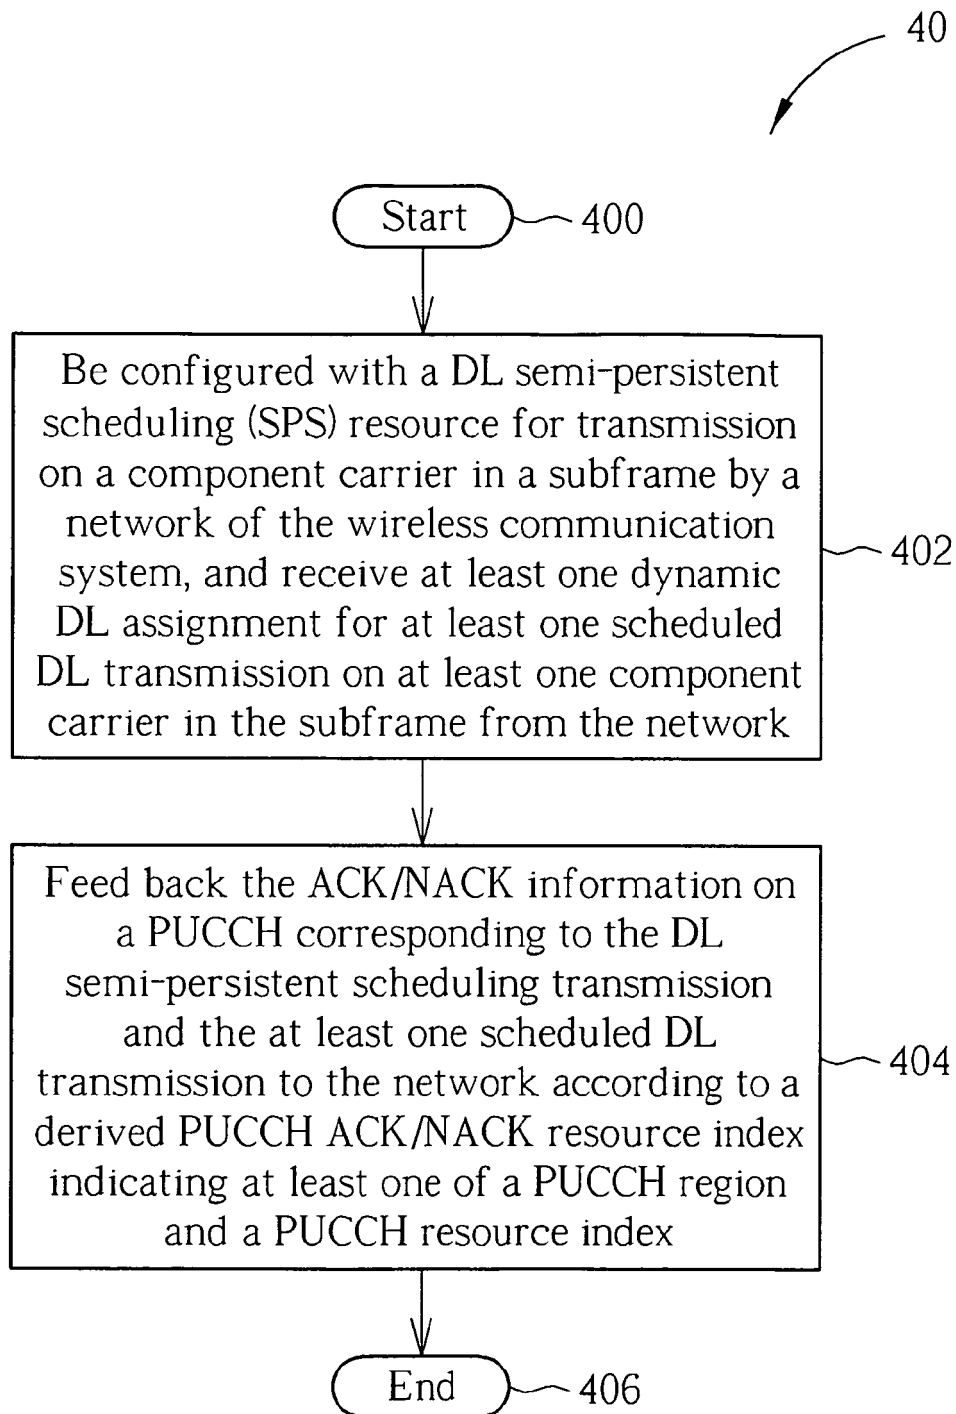 40
Start
400
Be configured with a DL semi-persistent
scheduling (SPS) resource for transmission
on a component carrier in a subframe by a
network of the wireless communication
system, and receive at least one dynamic
DL assignment for at least one scheduled
DL transmission on at least one component
carrier in the subframe from the network
402
Feed back the ACK/NACK information on
a PUCCH corresponding to the DL
semi-persistent scheduling transmission
and the at least one scheduled DL
transmission to the network according to a
derived PUCCH ACK/NACK resource index
indicating at least one of a PUCCH region
and a PUCCH resource index
404
End
406